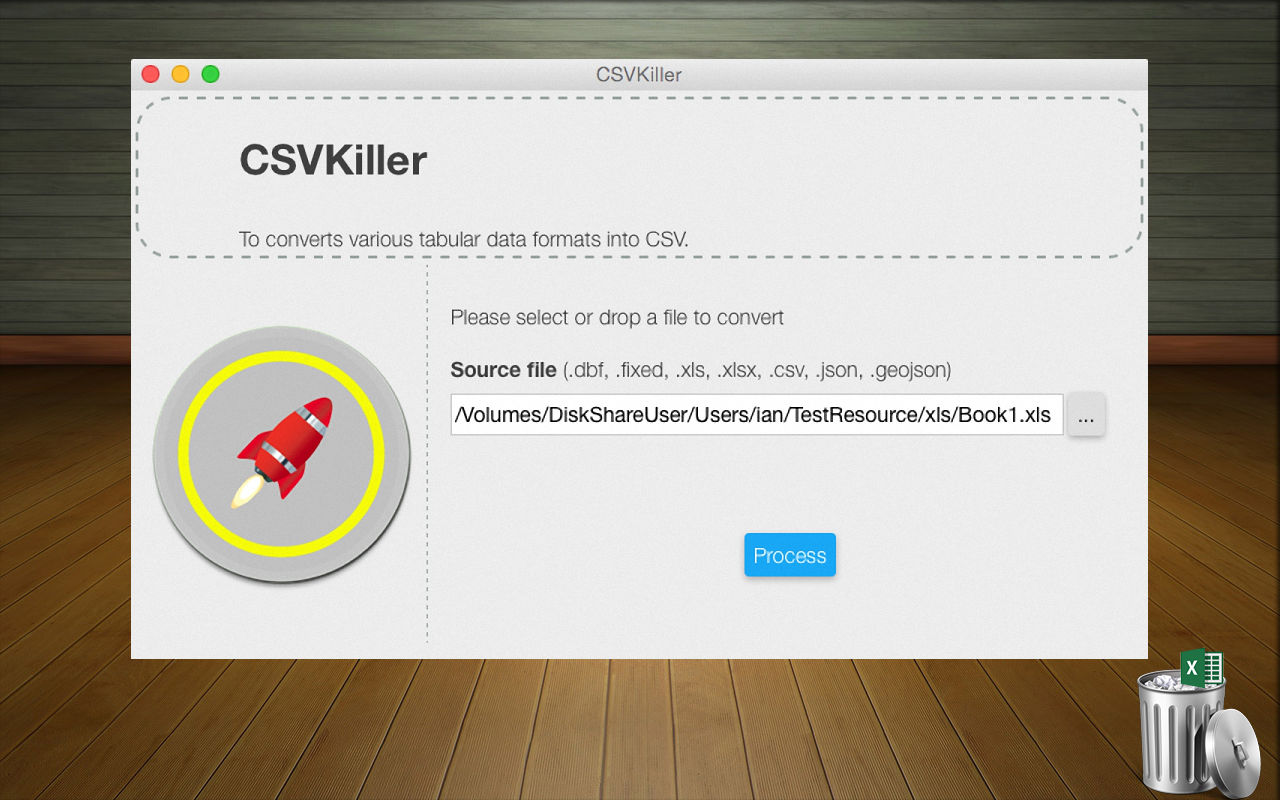 CSVKiller
CSVKiller
To converts various tabular data formats into CSV.
Please select or drop a file to convert
Source file (.dbf, .fixed, .xls, .xlsx, .csv, .json, .geojson)
/Volumes/DiskShareUser/Users/ian/TestResource/xls/Book1.xls ...
Process
X